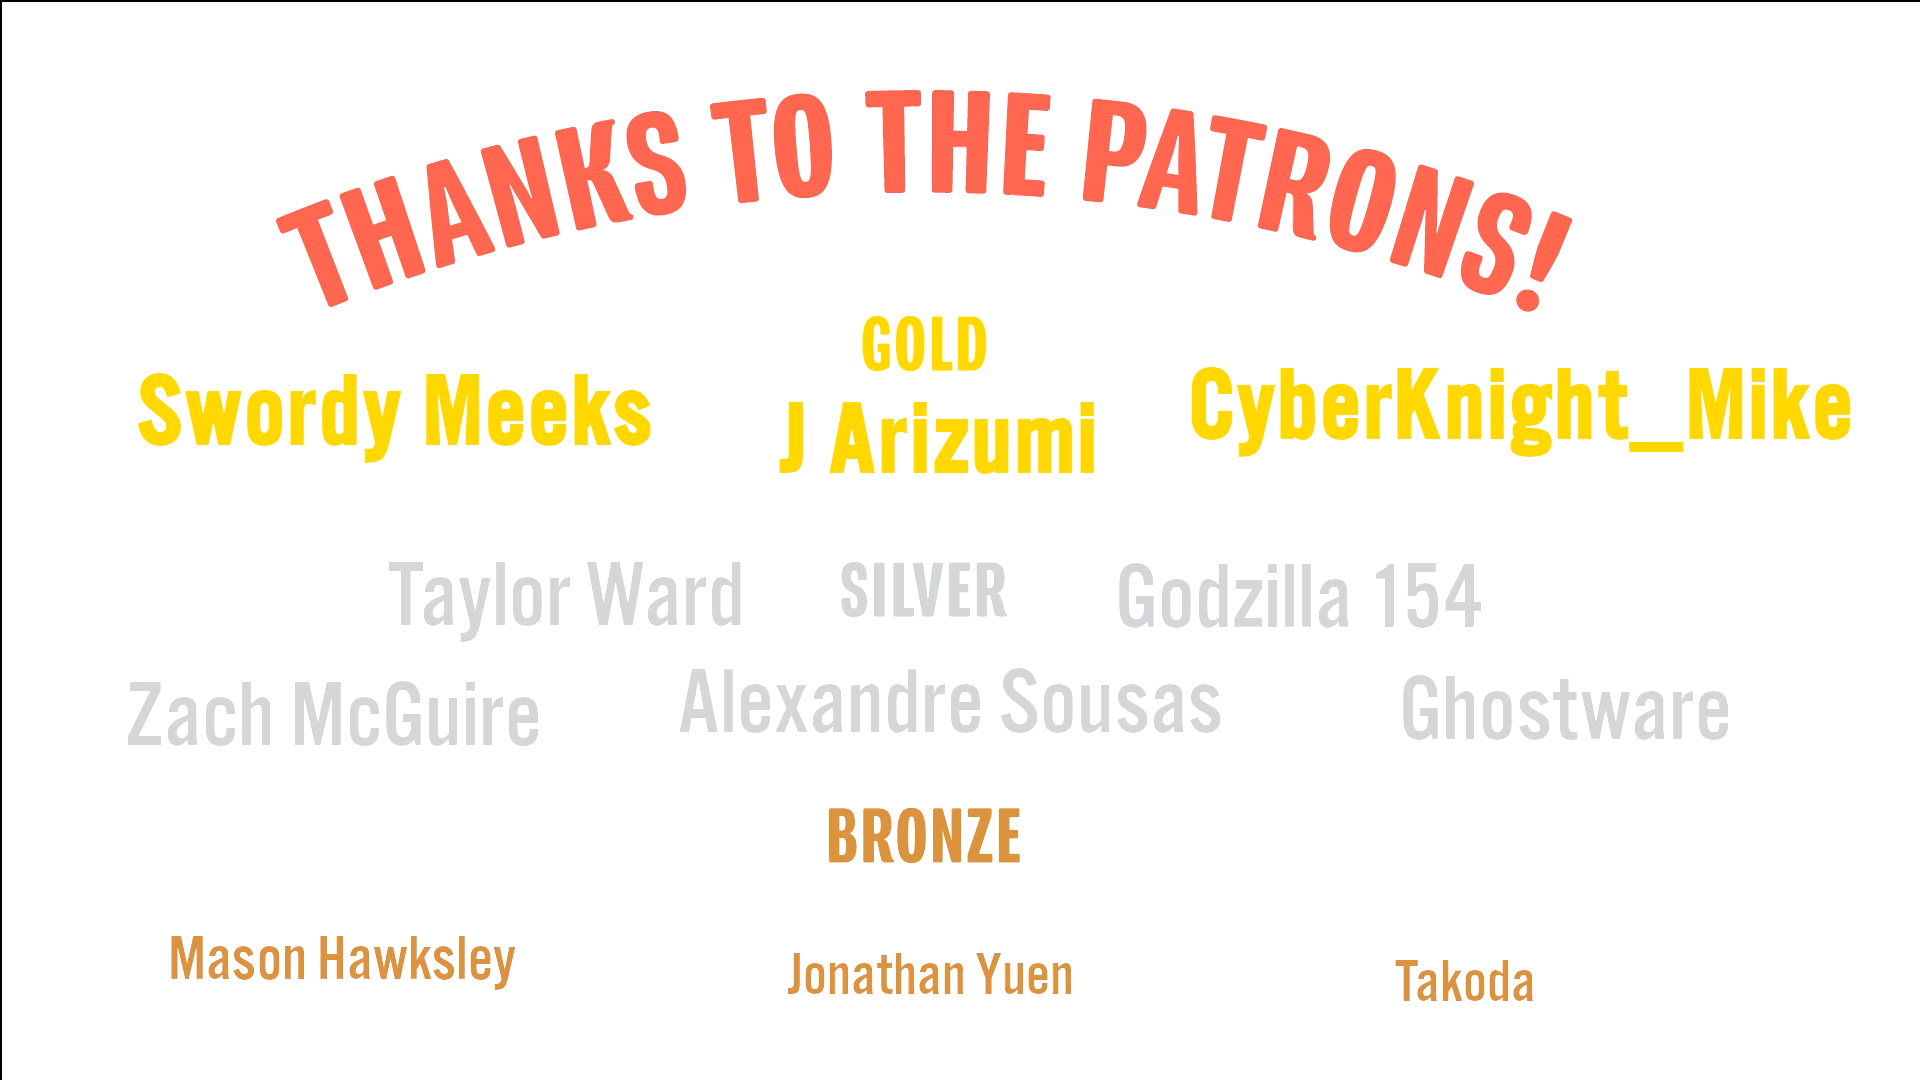 THANKS TO THE PATRONS!
GOLD
Swordy Meeks J Arizumi CyberKnight_Mike
SILVER
Taylor Ward Godzilla 154
Zach McGuire Alexandre Sousas Ghostware
BRONZE
Mason Hawksley Jonathan Yuen Takoda